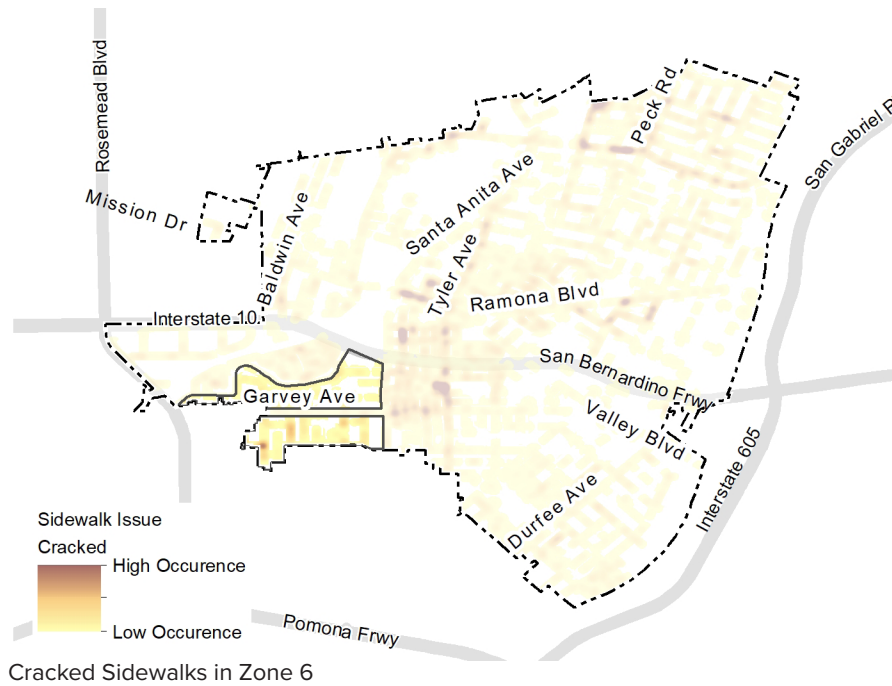 Rosemead Blvd
Peck Rd
San Gabriel R
Mission Dr
Baldwin Ave
Santa Anita Ave
Tyler Ave
Ramona Blvd
Interstate 10
San Bernardino Frwy
Garvey Ave
Valley Blvd
Interstate 605
Durfee Ave
Sidewalk Issue
Cracked
High Occurence
Low Occurence
Pomona Frwy
Cracked Sidewalks in Zone 6